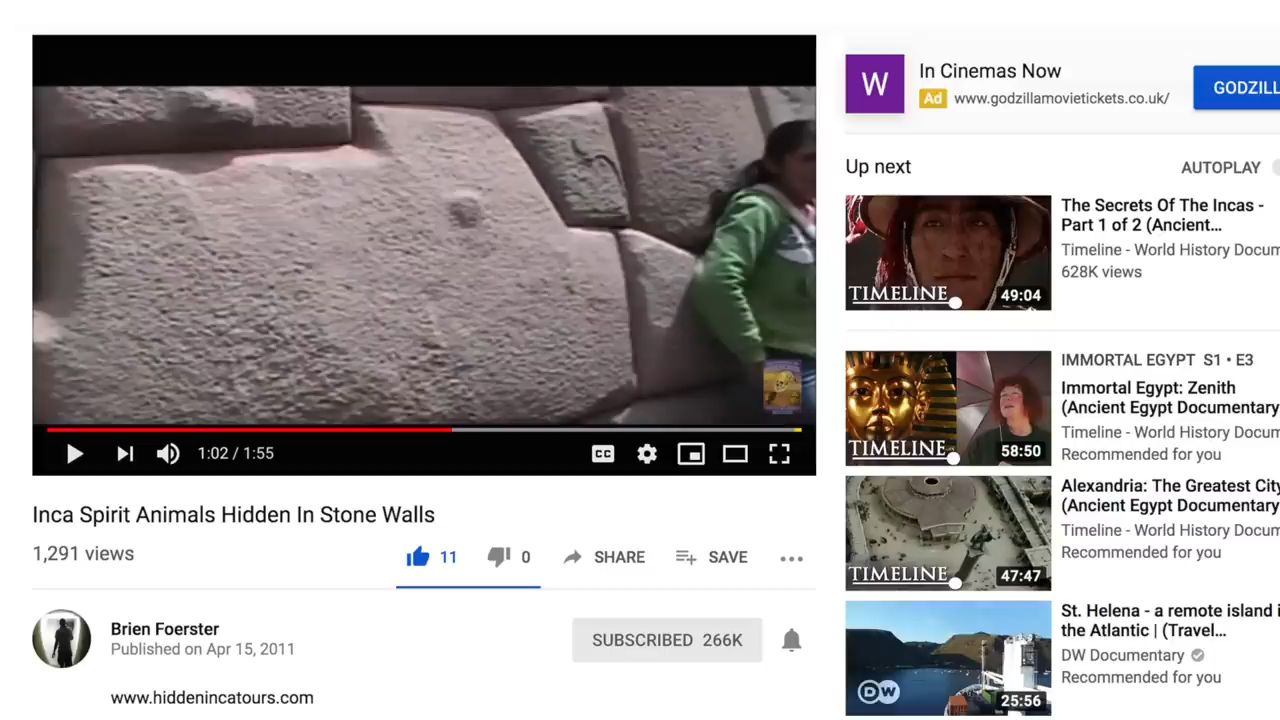 1:02 / 1:55
CC
Inca Spirit Animals Hidden In Stone Walls
1,291 views
11
0
SHARE
SAVE
Brien Foerster
Published on Apr 15, 2011
SUBSCRIBED 266K
www.hiddenincatours.com
W
In Cinemas Now
Ad www.godzillamovietickets.co.uk/
GODZILL
Up next
AUTOPLAY
TIMELINE
49:04
The Secrets Of The Incas -
Part 1 of 2 (Ancient...
Timeline - World History Docum
628K views
TIMELINE
58:50
IMMORTAL EGYPT S1 • E3
Immortal Egypt: Zenith
(Ancient Egypt Documentary
Timeline - World History Docum
Recommended for you
TIMELINE
47:47
Alexandria: The Greatest City
(Ancient Egypt Documentary
Timeline - World History Docum
Recommended for you
DW
25:56
St. Helena - a remote island i
the Atlantic | (Travel...
DW Documentary
Recommended for you